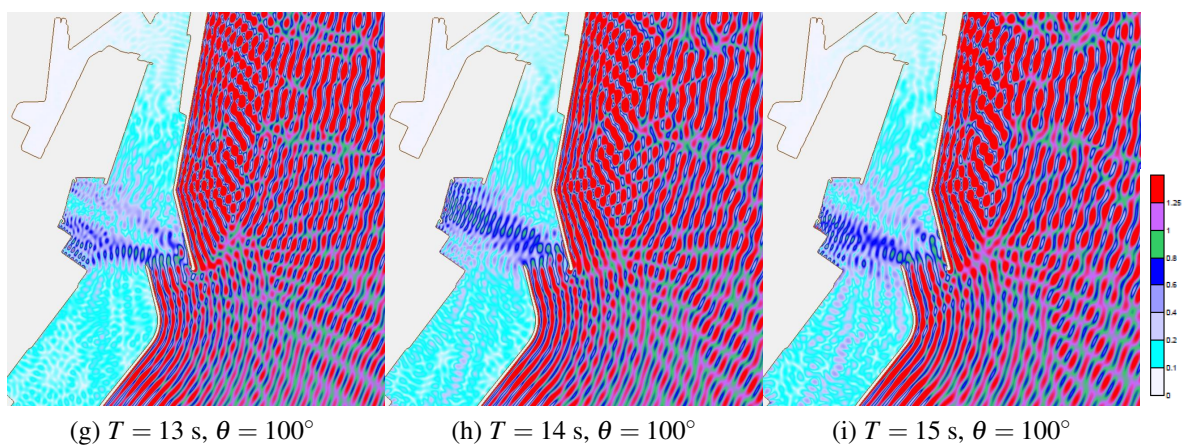 1.25
1
0.8
0.6
0.4
0.2
0.1
0
(g) T = 13 s, θ = 100°
(h) T = 14 s, θ = 100°
(i) T = 15 s, θ = 100°